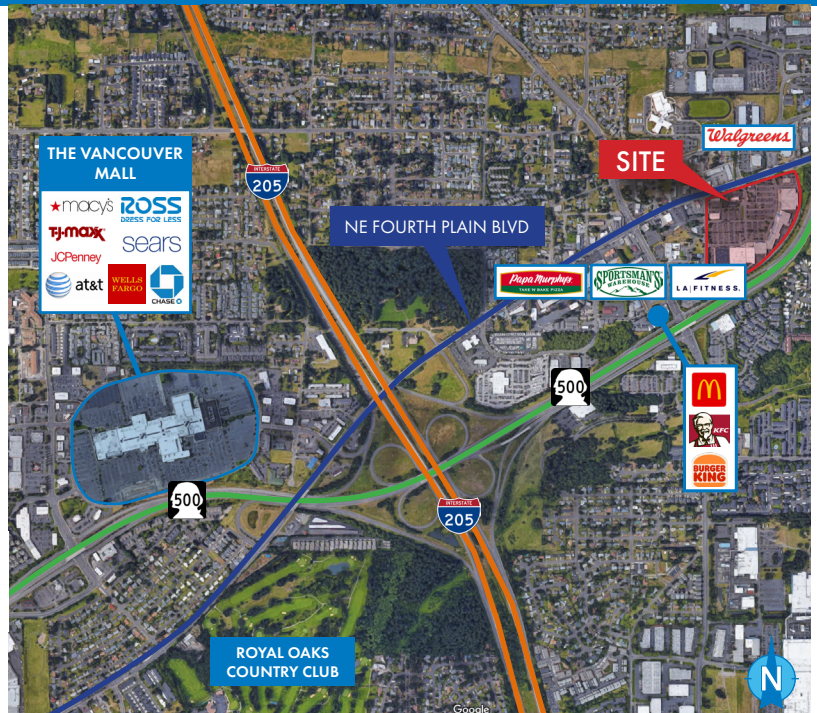 Walgreens
THE VANCOUVER
MALL
macy's
ROSS
DRESS FOR LESS
T·J·maxx
sears
JCPenney
at&t
WELLS
FARGO
CHASE
INTERSTATE
205
SITE
NE FOURTH PLAIN BLVD
Papa Murphy's
TAKE 'N' BAKE PIZZA
SPORTSMAN'S
WAREHOUSE
LA|FITNESS.
500
KFC
BURGER
KING
500
INTERSTATE
205
ROYAL OAKS
COUNTRY CLUB
N
Google